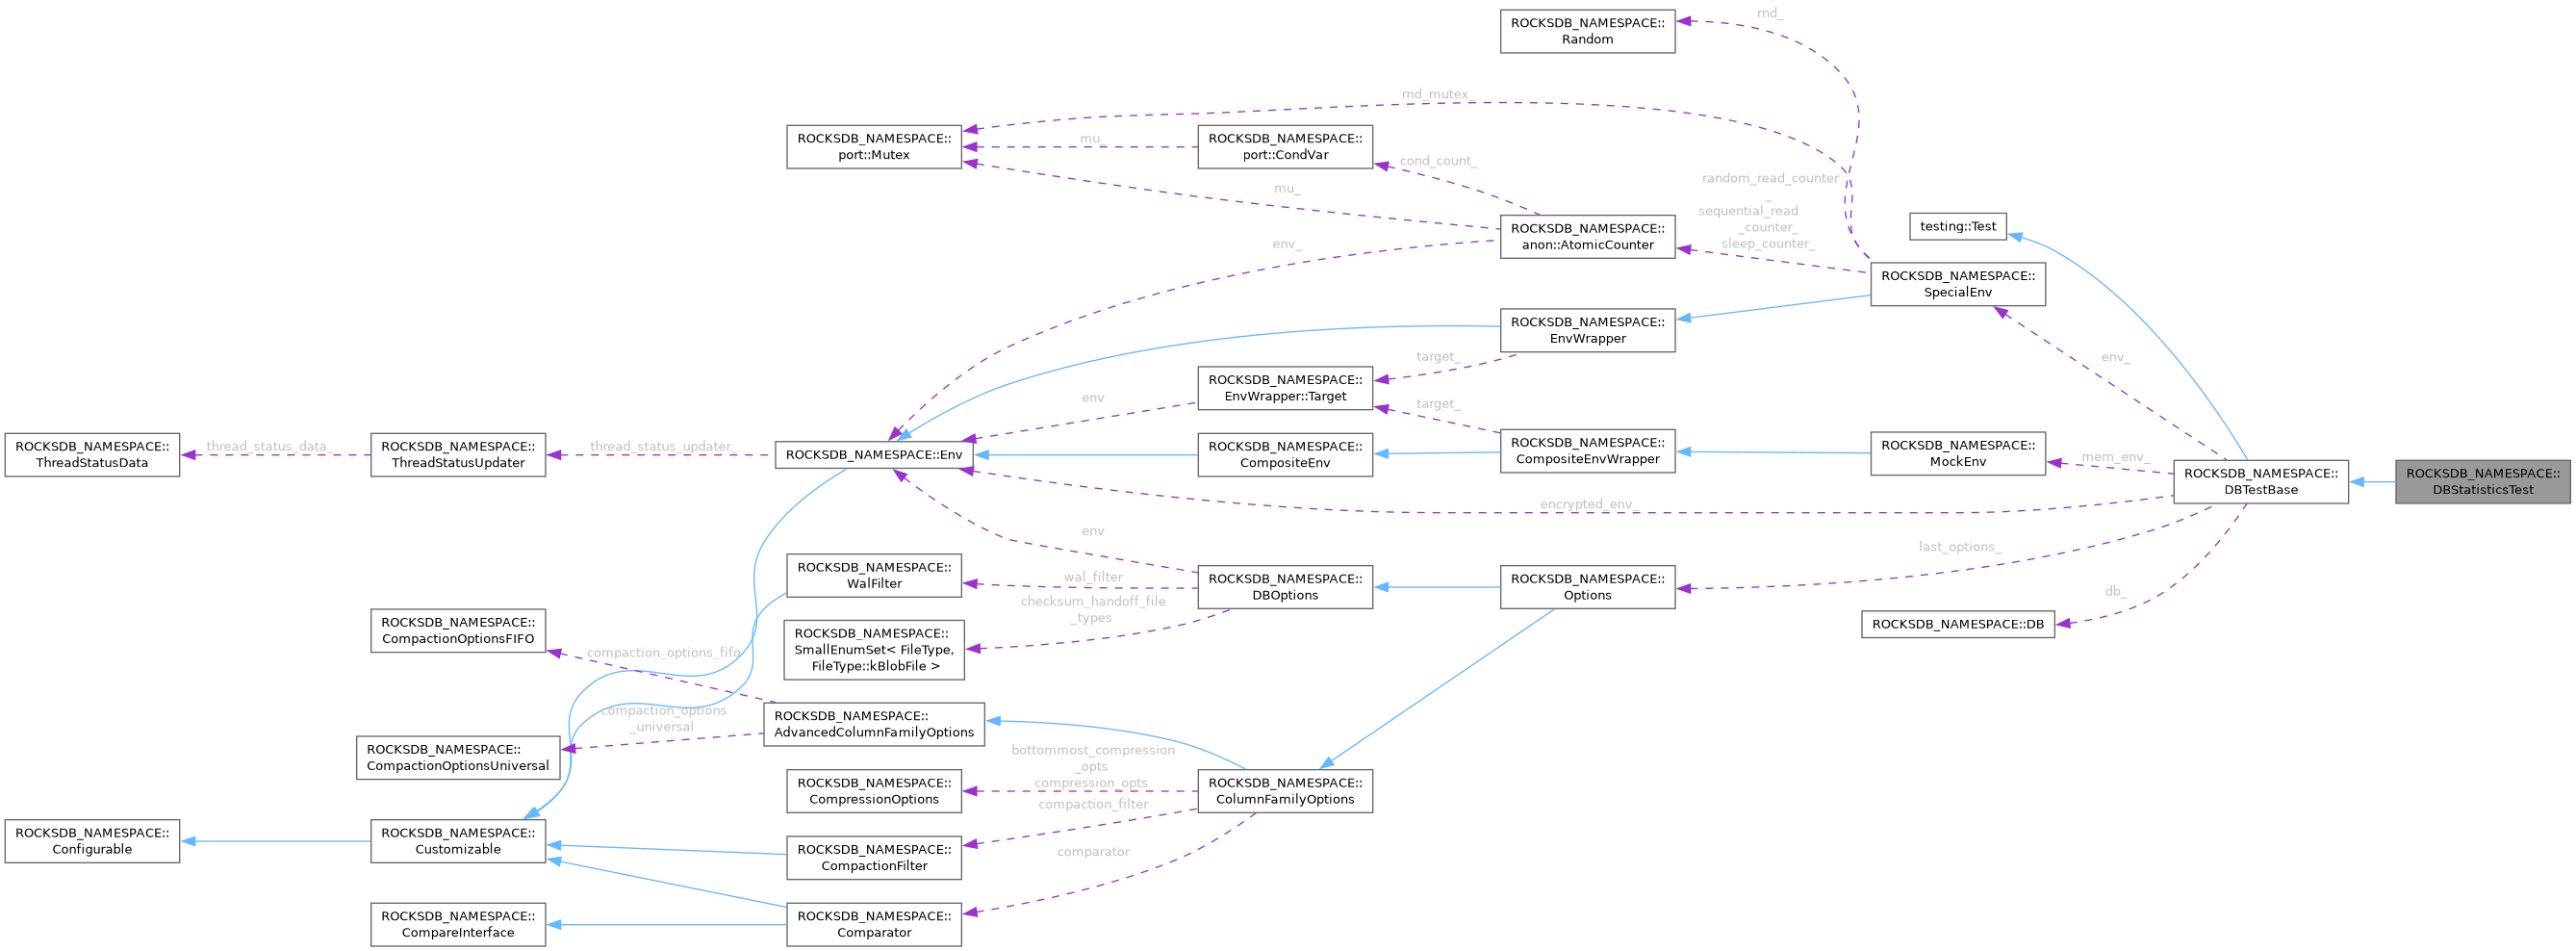 rnd_
ROCKSDB_NAMESPACE::
Random
rnd_mutex_
ROCKSDB_NAMESPACE::
port::Mutex
mu_
ROCKSDB_NAMESPACE::
port::CondVar
cond_count_
mu_
random_read_counter
_
sequential_read
_counter_
sleep_counter_
ROCKSDB_NAMESPACE::
anon::AtomicCounter
testing::Test
env_
ROCKSDB_NAMESPACE::
SpecialEnv
ROCKSDB_NAMESPACE::
EnvWrapper
target_
env_
ROCKSDB_NAMESPACE::
EnvWrapper::Target
env
target_
ROCKSDB_NAMESPACE::
ThreadStatusData
thread_status_data_
ROCKSDB_NAMESPACE::
ThreadStatusUpdater
thread_status_updater_
ROCKSDB_NAMESPACE::Env
ROCKSDB_NAMESPACE::
CompositeEnv
ROCKSDB_NAMESPACE::
CompositeEnvWrapper
ROCKSDB_NAMESPACE::
MockEnv
mem_env_
ROCKSDB_NAMESPACE::
DBTestBase
ROCKSDB_NAMESPACE::
DBStatisticsTest
encrypted_env_
env
last_options_
ROCKSDB_NAMESPACE::
WalFilter
wal_filter
ROCKSDB_NAMESPACE::
DBOptions
ROCKSDB_NAMESPACE::
Options
db_
checksum_handoff_file
_types
ROCKSDB_NAMESPACE::DB
ROCKSDB_NAMESPACE::
CompactionOptionsFIFO
ROCKSDB_NAMESPACE::
SmallEnumSet< FileType,
FileType::kBlobFile >
compaction_options_fifo
compaction_options
_universal
ROCKSDB_NAMESPACE::
AdvancedColumnFamilyOptions
ROCKSDB_NAMESPACE::
CompactionOptionsUniversal
bottommost_compression
_opts
compression_opts
ROCKSDB_NAMESPACE::
CompressionOptions
ROCKSDB_NAMESPACE::
ColumnFamilyOptions
compaction_filter
ROCKSDB_NAMESPACE::
Configurable
ROCKSDB_NAMESPACE::
Customizable
ROCKSDB_NAMESPACE::
CompactionFilter
comparator
ROCKSDB_NAMESPACE::
CompareInterface
ROCKSDB_NAMESPACE::
Comparator